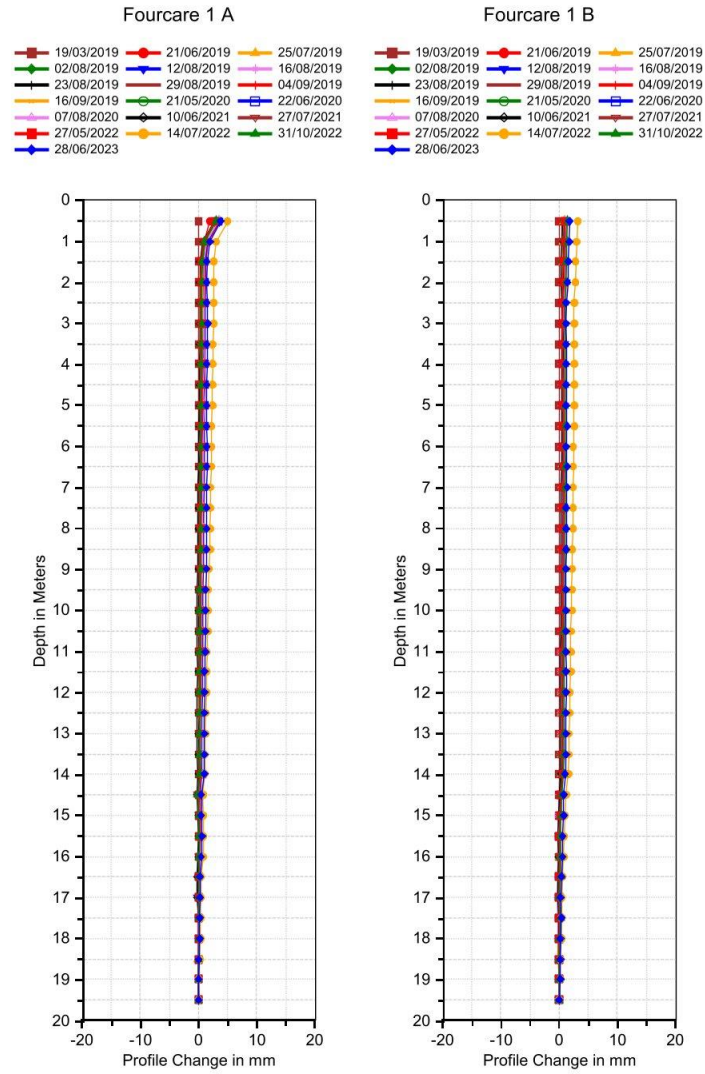 Fourcare 1 A
19/03/2019 21/06/2019 25/07/2019
02/08/2019 12/08/2019 16/08/2019
23/08/2019 29/08/2019 04/09/2019
16/09/2019 21/05/2020 22/06/2020
07/08/2020 10/06/2021 27/07/2021
27/05/2022 14/07/2022 31/10/2022
28/06/2023
0
1
2
3
4
5
6
7
8
9
10
11
12
13
14
15
16
17
18
19
20
Depth in Meters
-20 -10 0 10 20
Profile Change in mm
Fourcare 1 B
19/03/2019 21/06/2019 25/07/2019
02/08/2019 12/08/2019 16/08/2019
23/08/2019 29/08/2019 04/09/2019
16/09/2019 21/05/2020 22/06/2020
07/08/2020 10/06/2021 27/07/2021
27/05/2022 14/07/2022 31/10/2022
28/06/2023
0
1
2
3
4
5
6
7
8
9
10
11
12
13
14
15
16
17
18
19
20
Depth in Meters
-20 -10 0 10 20
Profile Change in mm